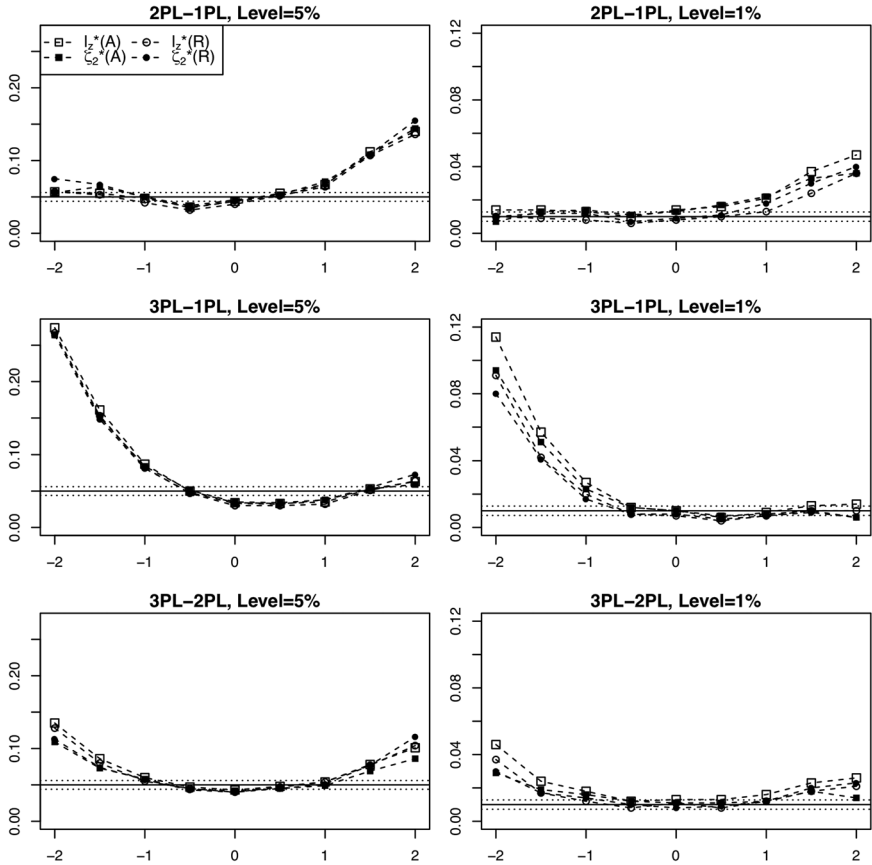 2PL−1PL, Level=5%
lz*(A) lz*(R)
ζ2*(A) ζ2*(R)
0.00 0.10 0.20
−2 −1 0 1 2
2PL−1PL, Level=1%
0.00 0.04 0.08 0.12
−2 −1 0 1 2
3PL−1PL, Level=5%
0.00 0.10 0.20
−2 −1 0 1 2
3PL−1PL, Level=1%
0.00 0.04 0.08 0.12
−2 −1 0 1 2
3PL−2PL, Level=5%
0.00 0.10 0.20
−2 −1 0 1 2
3PL−2PL, Level=1%
0.00 0.04 0.08 0.12
−2 −1 0 1 2